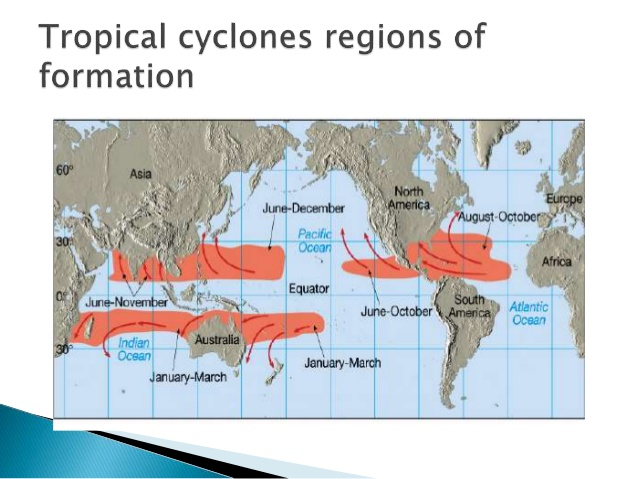 Tropical cyclones regions of
formation
60°
Asia
North
America
Europe
June-December
August-October
Pacific
Ocean
30°
Africa
Equator
0°
June-November
June-October
South
America
Atlantic
Ocean
Indian
Ocean
Australia
30°
January-March
January-March